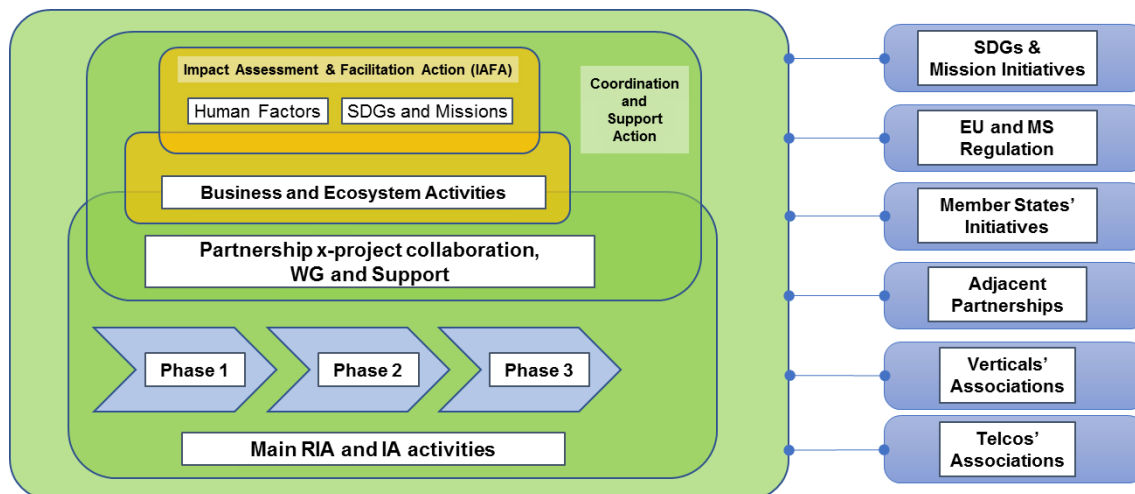 Impact Assessment & Facilitation Action (IAFA)
Human Factors
SDGs and Missions
Coordination
and
Support
Action
Business and Ecosystem Activities
Partnership x-project collaboration,
WG and Support
Phase 1
Phase 2
Phase 3
Main RIA and IA activities
SDGs &
Mission Initiatives
EU and MS
Regulation
Member States'
Initiatives
Adjacent
Partnerships
Verticals'
Associations
Telcos'
Associations